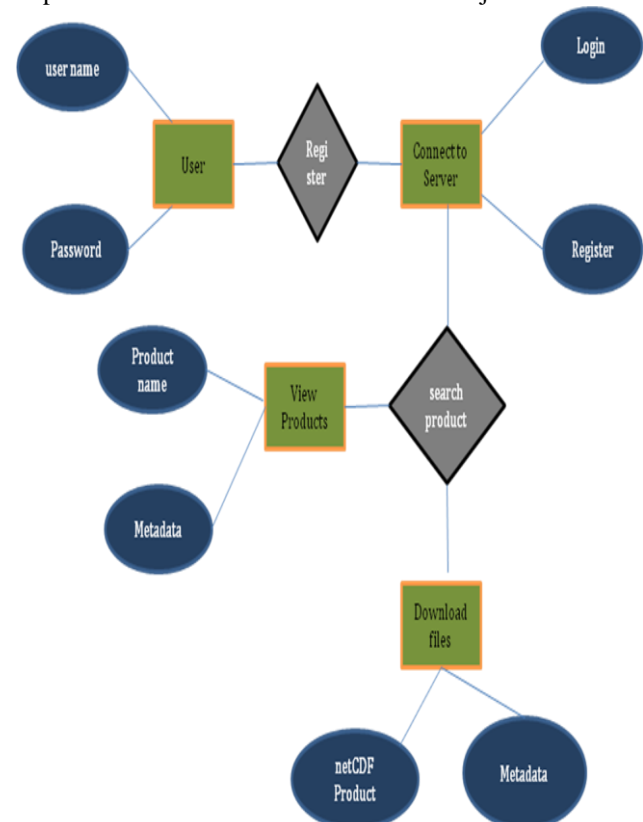 user name
Login
User
Regi
ster
Connect to
Server
Password
Register
Product
name
View
Products
search
product
Metadata
Download
files
netCDF
Product
Metadata